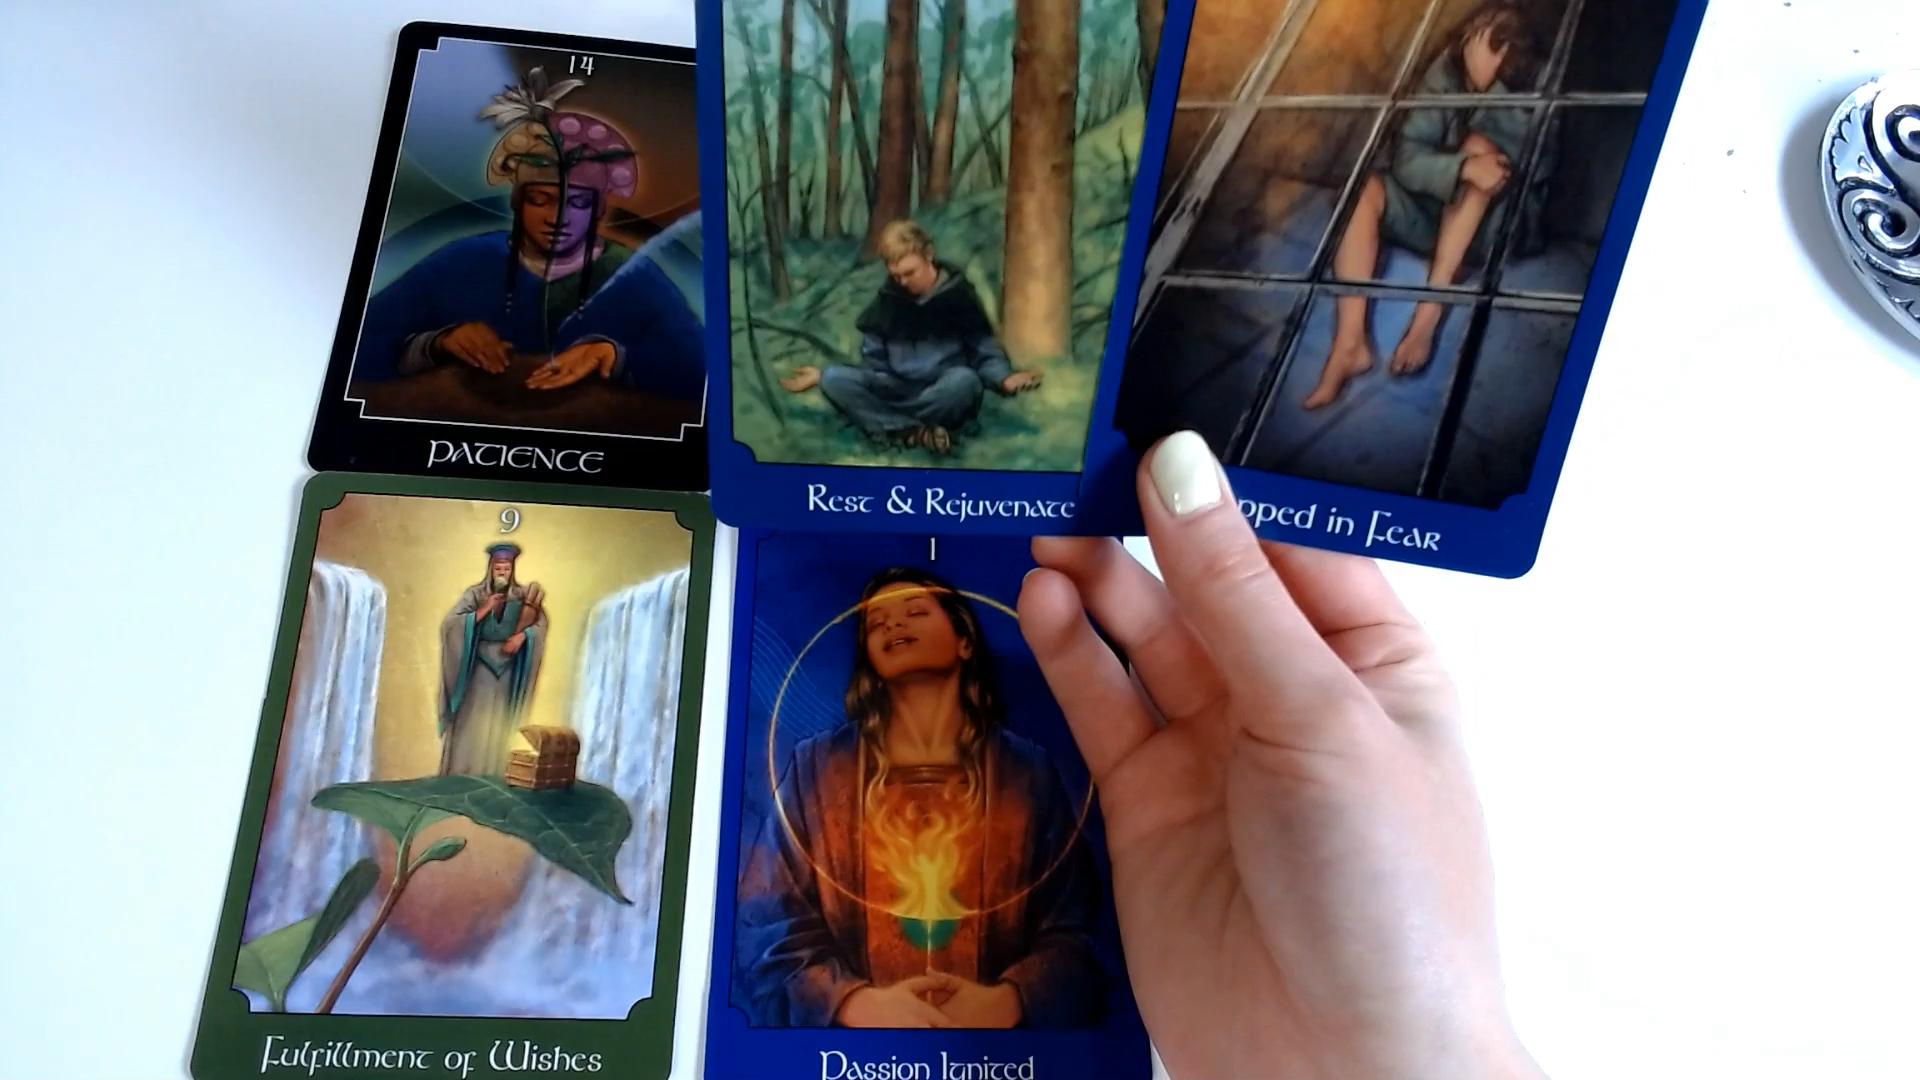 14
PATIENCE
Rest & Rejuvenate
pped in Fear
9
Fulfillment of Wishes
1
Passion Ignited